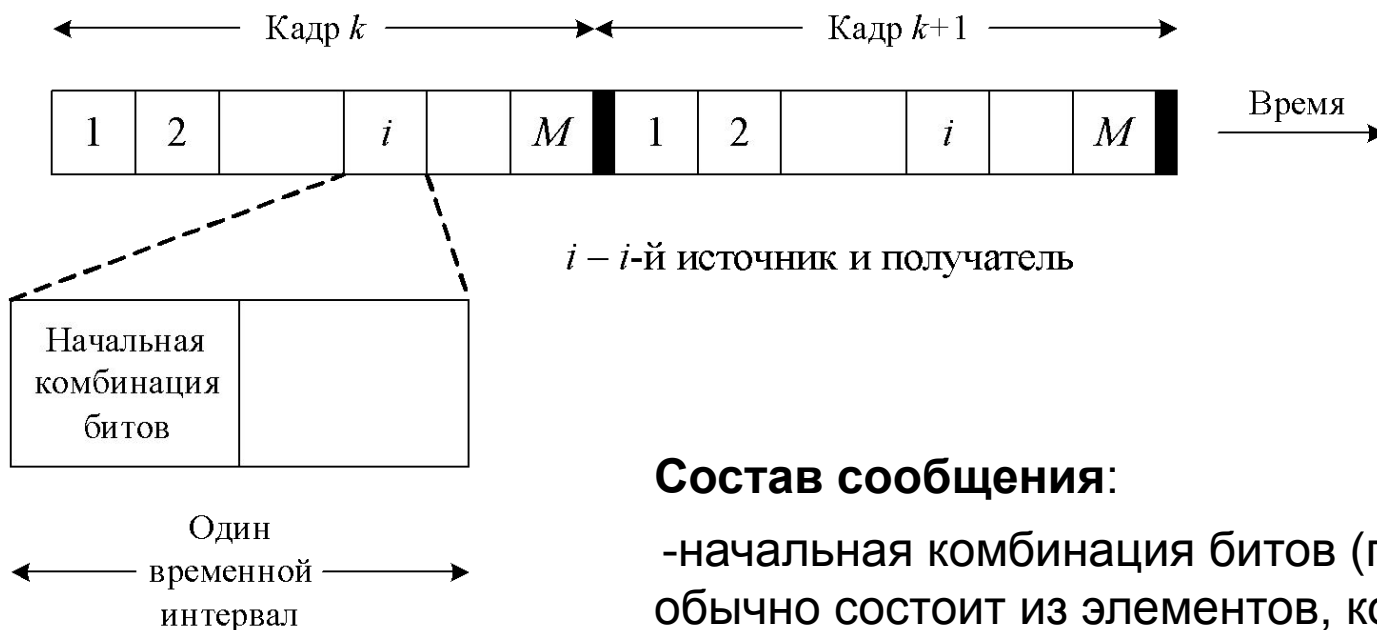 Кадр k
Кадр k+1
1 2 i M 1 2 i M
Время
i – i-й источник и получатель
Начальная
комбинация
битов
Один
временной
интервал
Состав сообщения:
-начальная комбинация битов (п
обычно состоит из элементов, ко